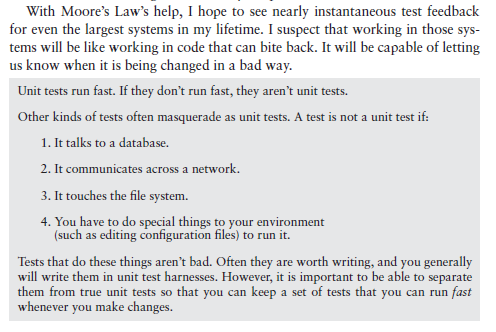 With Moore's Law's help, I hope to see nearly instantaneous test feedback
for even the largest systems in my lifetime. I suspect that working in those sys-
tems will be like working in code that can bite back. It will be capable of letting
us know when it is being changed in a bad way.
Unit tests run fast. If they don't run fast, they aren't unit tests.
Other kinds of tests often masquerade as unit tests. A test is not a unit test if:
1. It talks to a database.
2. It communicates across a network.
3. It touches the file system.
4. You have to do special things to your environment
(such as editing configuration files) to run it.
Tests that do these things aren't bad. Often they are worth writing, and you generally
will write them in unit test harnesses. However, it is important to be able to separate
them from true unit tests so that you can keep a set of tests that you can run fast
whenever you make changes.